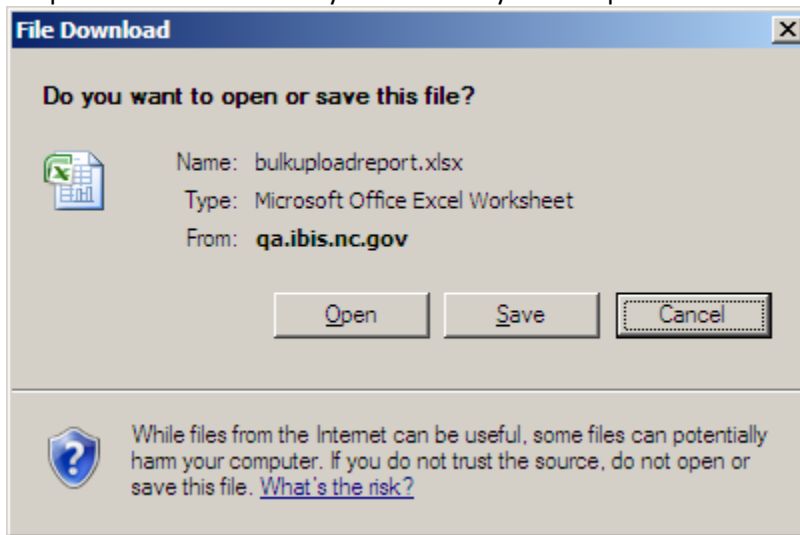 File Download
Do you want to open or save this file?
Name: bulkuploadreport.xlsx
Type: Microsoft Office Excel Worksheet
From: qa.ibis.nc.gov
Open Save Cancel
While files from the Internet can be useful, some files can potentially
harm your computer. If you do not trust the source, do not open or
save this file. What's the risk?